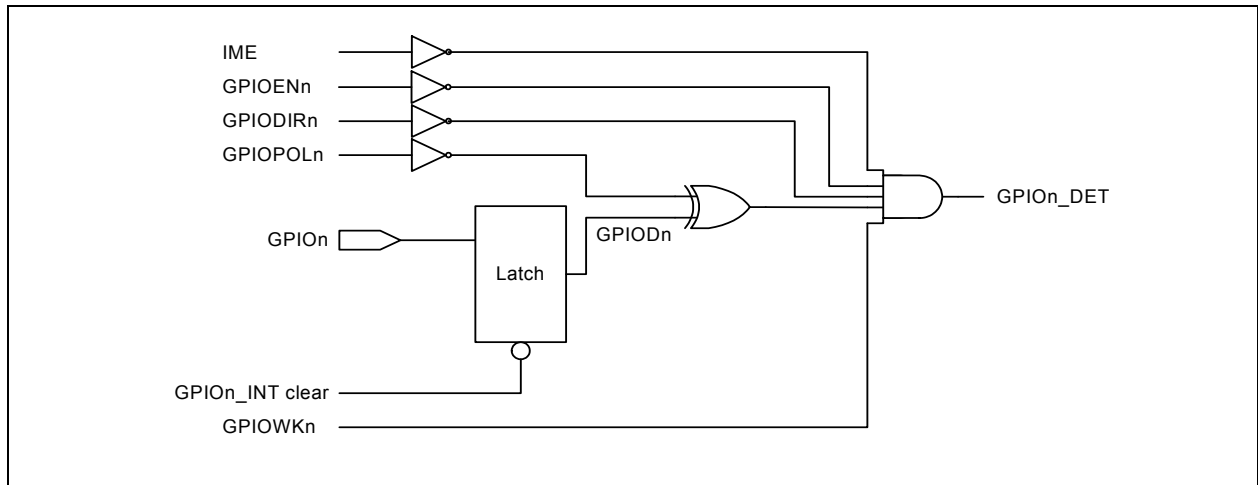 IME
GPIOENn
GPIODIRn
GPIOPOLn
GPIOn
GPIODn
GPIOn_DET
Latch
GPIOn_INT clear
GPIOWKn